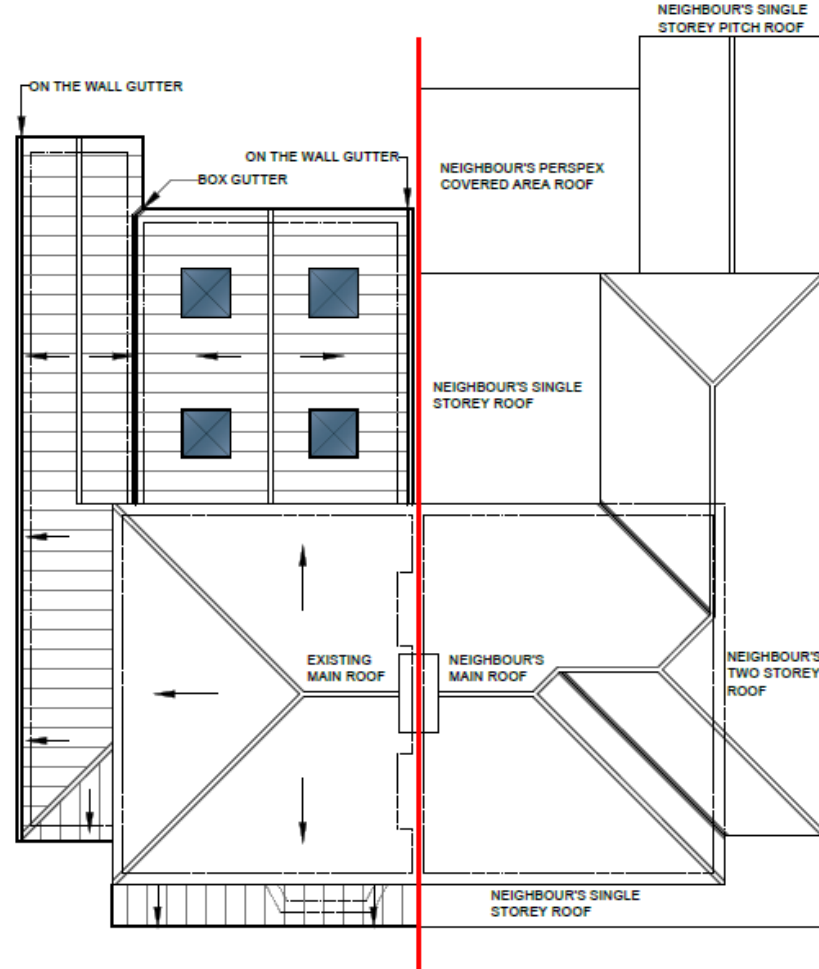 NEIGHBOUR'S SINGLE
STOREY PITCH ROOF
ON THE WALL GUTTER
ON THE WALL GUTTER
BOX GUTTER
NEIGHBOUR'S PERSPEX
COVERED AREA ROOF
NEIGHBOUR'S SINGLE
STOREY ROOF
EXISTING
MAIN ROOF
NEIGHBOUR'S
MAIN ROOF
NEIGHBOUR'S
TWO STOREY
ROOF
NEIGHBOUR'S SINGLE
STOREY ROOF